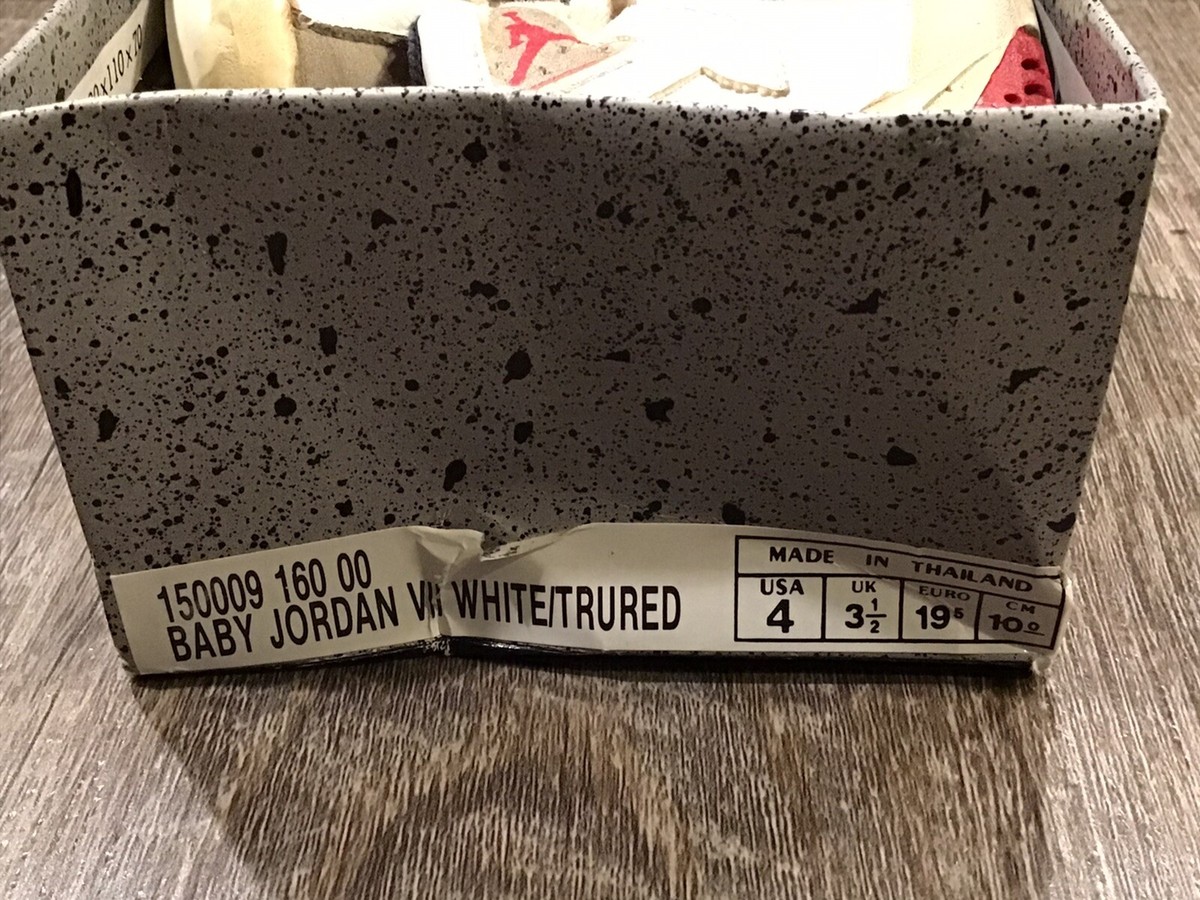 150009 160 00
BABY JORDAN VII WHITE/TRURED
MADE IN THAILAND
USA UK EURO CM
4 3½ 19⁵ 10⁰